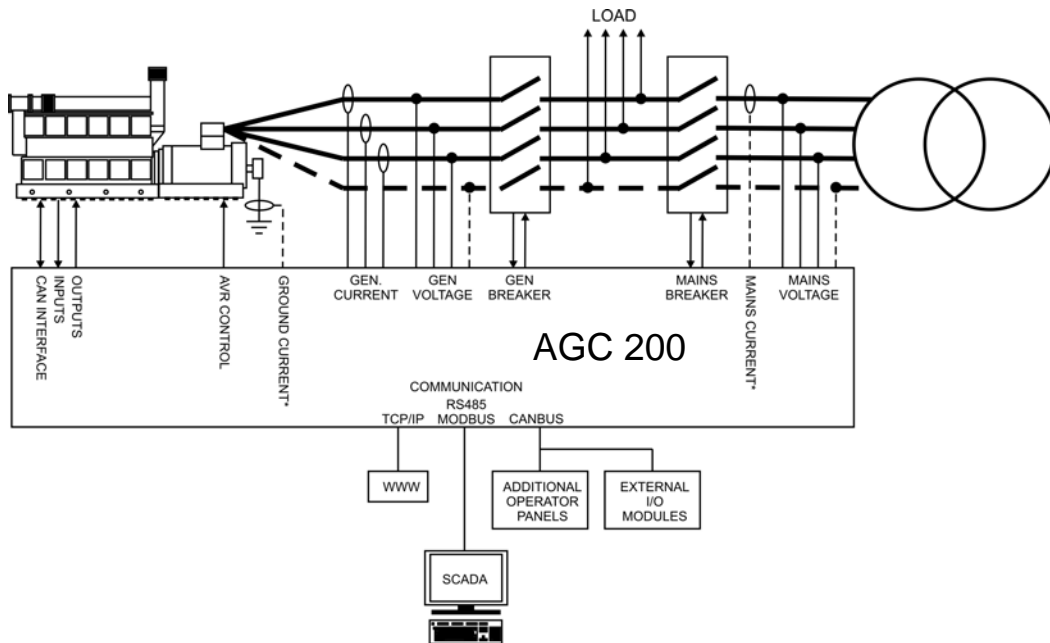 LOAD
CAN INTERFACE
INPUTS
OUTPUTS
AVR CONTROL
GROUND CURRENT*
GEN.
CURRENT
GEN
VOLTAGE
GEN
BREAKER
MAINS
BREAKER
MAINS CURRENT*
MAINS
VOLTAGE
AGC 200
COMMUNICATION
TCP/IP
RS485
MODBUS
CANBUS
WWW
ADDITIONAL
OPERATOR
PANELS
EXTERNAL
I/O
MODULES
SCADA